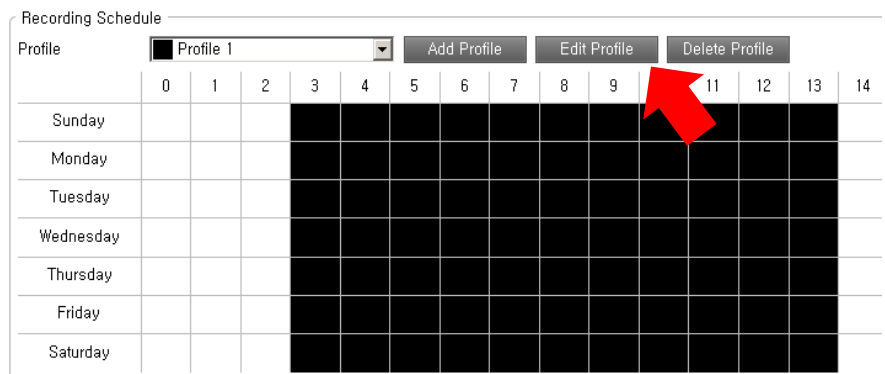 Recording Schedule
Profile Profile 1 Add Profile Edit Profile Delete Profile
0 1 2 3 4 5 6 7 8 9 11 12 13 14
Sunday
Monday
Tuesday
Wednesday
Thursday
Friday
Saturday